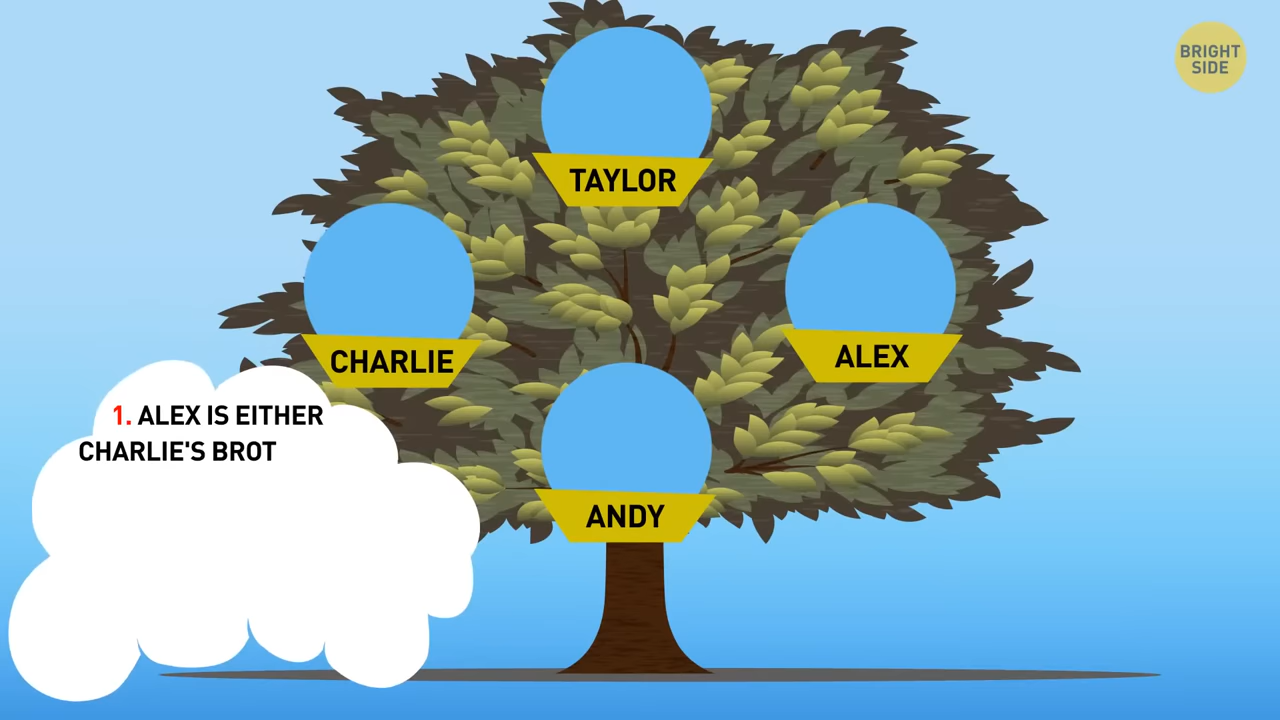 BRIGHT
SIDE
TAYLOR
CHARLIE
ALEX
1. ALEX IS EITHER
CHARLIE'S BROT
ANDY